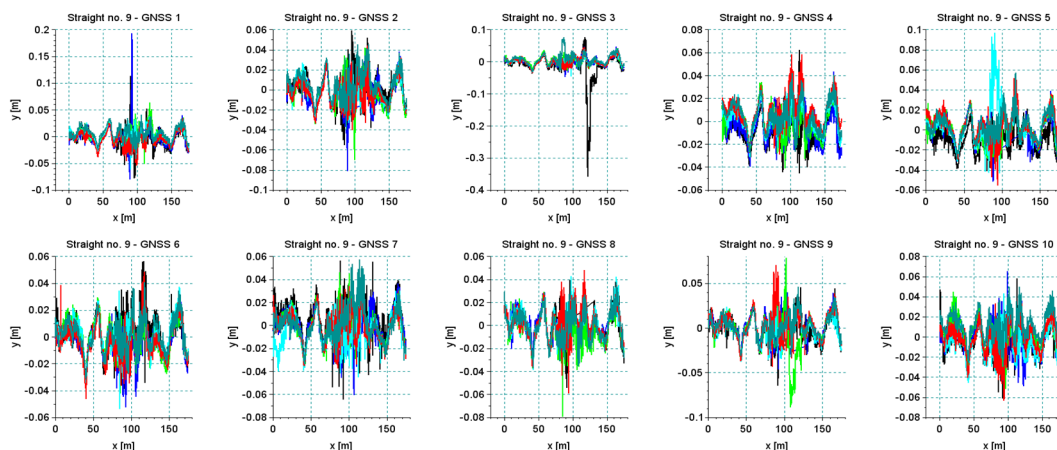 Straight no. 9 - GNSS 1
0.2
0.15
0.1
0.05
0
-0.05
-0.1
y [m]
0 50 100 150
x [m]
Straight no. 9 - GNSS 2
0.06
0.04
0.02
0
-0.02
-0.04
-0.06
-0.08
-0.1
y [m]
0 50 100 150
x [m]
Straight no. 9 - GNSS 3
0.1
0
-0.1
-0.2
-0.3
-0.4
y [m]
0 50 100 150
x [m]
Straight no. 9 - GNSS 4
0.08
0.06
0.04
0.02
0
-0.02
-0.04
-0.06
y [m]
0 50 100 150
x [m]
Straight no. 9 - GNSS 5
0.1
0.08
0.06
0.04
0.02
0
-0.02
-0.04
-0.06
y [m]
0 50 100 150
x [m]
Straight no. 9 - GNSS 6
0.06
0.04
0.02
0
-0.02
-0.04
-0.06
y [m]
0 50 100 150
x [m]
Straight no. 9 - GNSS 7
0.06
0.04
0.02
0
-0.02
-0.04
-0.06
-0.08
y [m]
0 50 100 150
x [m]
Straight no. 9 - GNSS 8
0.06
0.04
0.02
0
-0.02
-0.04
-0.06
-0.08
y [m]
0 50 100 150
x [m]
Straight no. 9 - GNSS 9
0.05
0
-0.05
-0.1
y [m]
0 50 100 150
x [m]
Straight no. 9 - GNSS 10
0.08
0.06
0.04
0.02
0
-0.02
-0.04
-0.06
-0.08
y [m]
0 50 100 150
x [m]